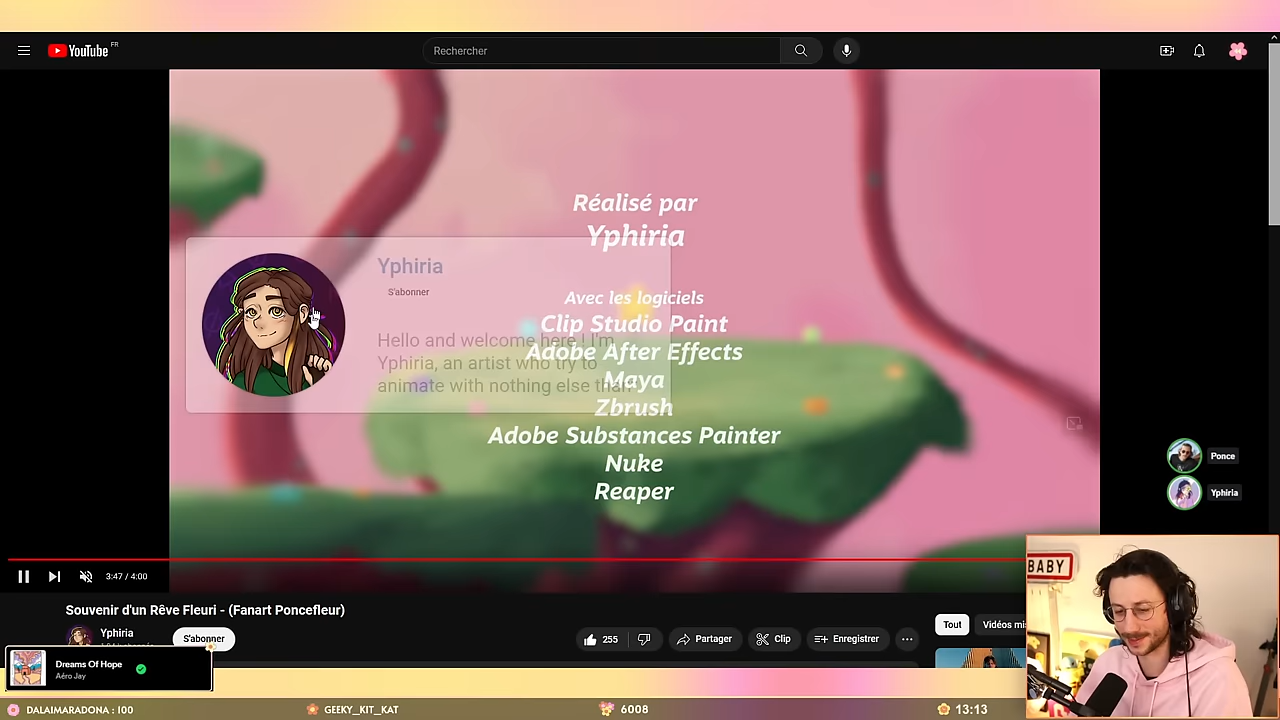 YouTube FR
Rechercher
Réalisé par
Yphiria
Yphiria
S'abonner
Avec les logiciels
Clip Studio Paint
Hello and welcome here ! I'm
Adobe After Effects
Yphiria, an artist who try to
Maya
animate with nothing else than
Zbrush
Adobe Substances Painter
Nuke
Reaper
Ponce
Yphiria
BABY
3:47 / 4:00
Souvenir d'un Rêve Fleuri - (Fanart Poncefleur)
Yphiria
S'abonner
255
Partager
Clip
Enregistrer
Tout
Vidéos mi
Dreams Of Hope
Aéro Jay
DALAIMARADONA : 100
GEEKY_KIT_KAT
6008
13:13